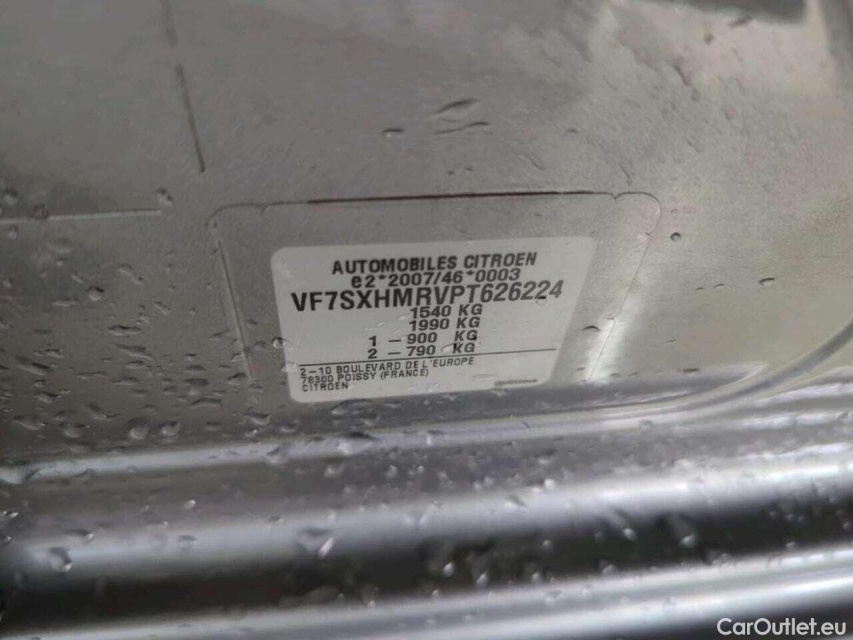 AUTOMOBILES CITROEN
e2*2007/46*0003
VF7SXHMRVPT626224
1540 KG
1990 KG
1 -900 KG
2 -790 KG
2-10 BOULEVARD DE L'EUROPE
78300 POISSY (FRANCE)
CITROEN
CarOutlet.eu